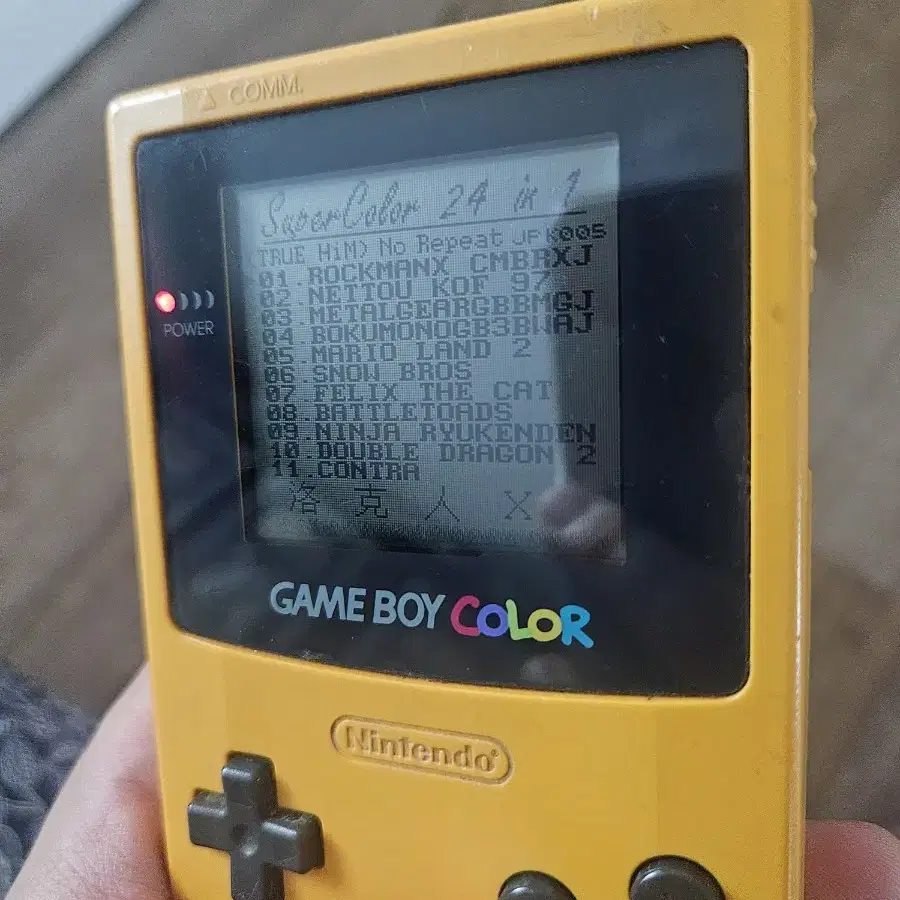 COMM.
SuperColor 24 in 1
(TRUE HiM) No Repeat JP K005
01.ROCKMANX CMBRXJ
02.NETTOU KOF 97
03.METALGEARGBBMGJ
04.BOKUMONOGB3BWAJ
05.MARIO LAND 2
06.SNOW BROS
07.FELIX THE CAT
08.BATTLETOADS
09.NINJA RYUKENDEN
10.DOUBLE DRAGON 2
11.CONTRA
洛克人X
POWER
GAME BOY COLOR
Nintendo®